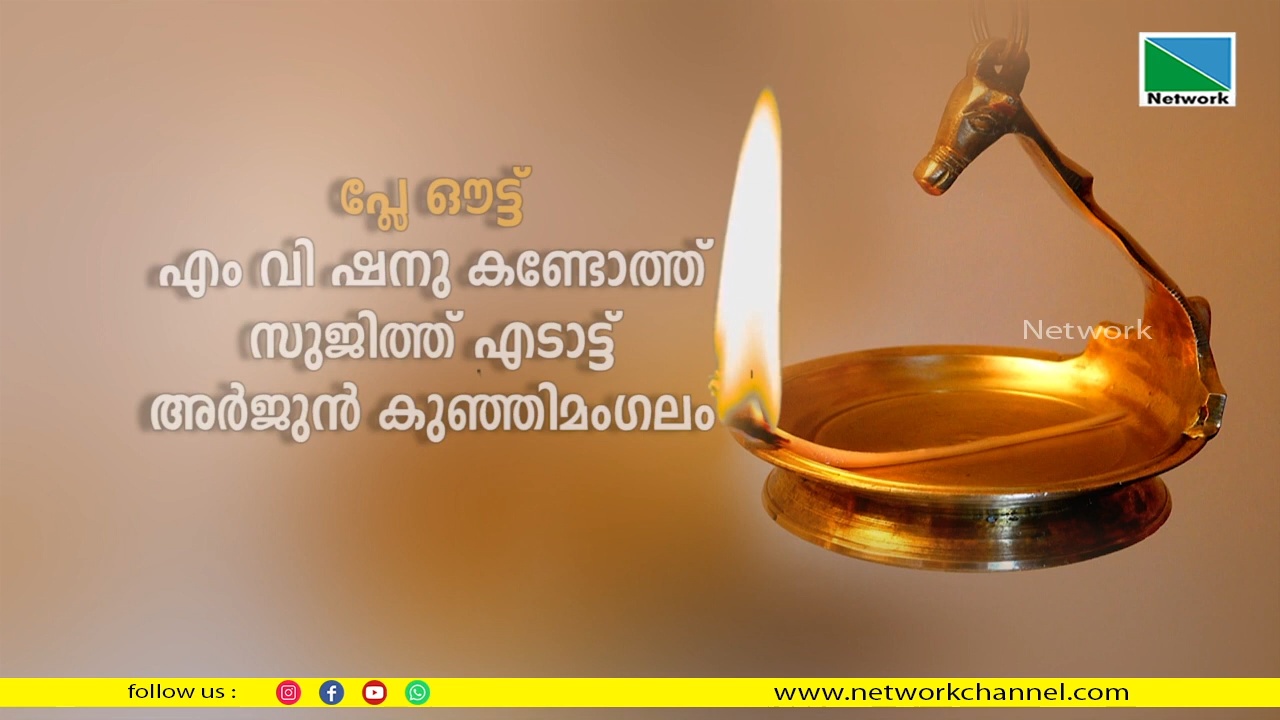 Network
പ്ലേ ഔട്ട്
എം വി ഷനു കണ്ടോത്ത്
സുജിത്ത് എടാട്ട്
Network
അർജുൻ കുഞ്ഞിമംഗലം
follow us :
www.networkchannel.com